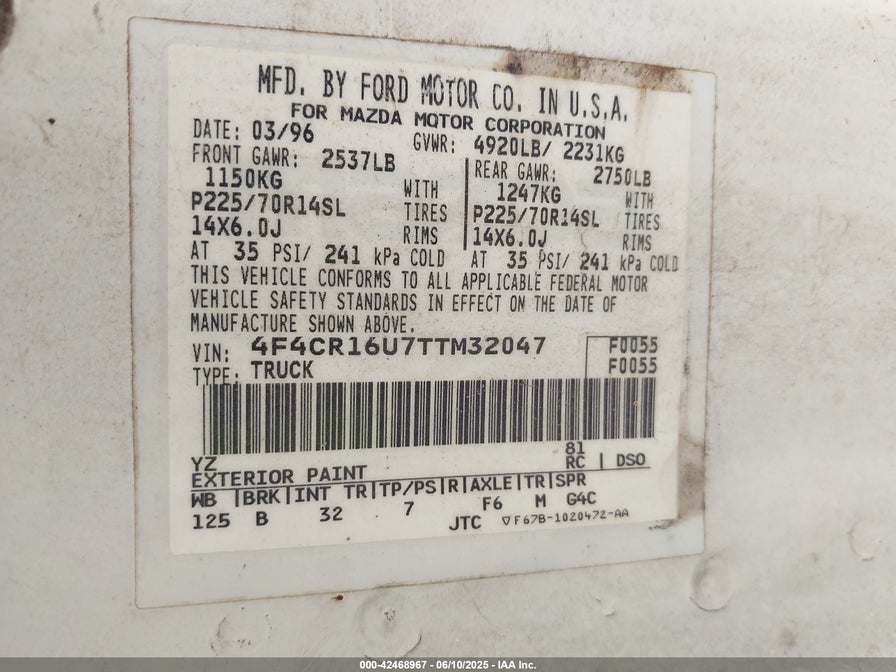 MFD. BY FORD MOTOR CO. IN U.S.A.
FOR MAZDA MOTOR CORPORATION
DATE: 03/96 GVWR: 4920LB/ 2231KG
FRONT GAWR: 2537LB REAR GAWR: 2750LB
1150KG WITH 1247KG WITH
P225/70R14SL TIRES P225/70R14SL TIRES
14X6.0J RIMS 14X6.0J RIMS
AT 35 PSI/ 241 kPa COLD AT 35 PSI/ 241 kPa COLD
THIS VEHICLE CONFORMS TO ALL APPLICABLE FEDERAL MOTOR
VEHICLE SAFETY STANDARDS IN EFFECT ON THE DATE OF
MANUFACTURE SHOWN ABOVE.
VIN: 4F4CR16U7TTM32047 F0055
TYPE: TRUCK F0055
YZ 81
EXTERIOR PAINT RC | DSO
WB |BRK|INT TR|TP/PS|R|AXLE|TR|SPR
125 B 32 7 F6 M G4C
JTC ▽F67B-1020472-AA
000-42468967 - 06/10/2025 - IAA Inc.